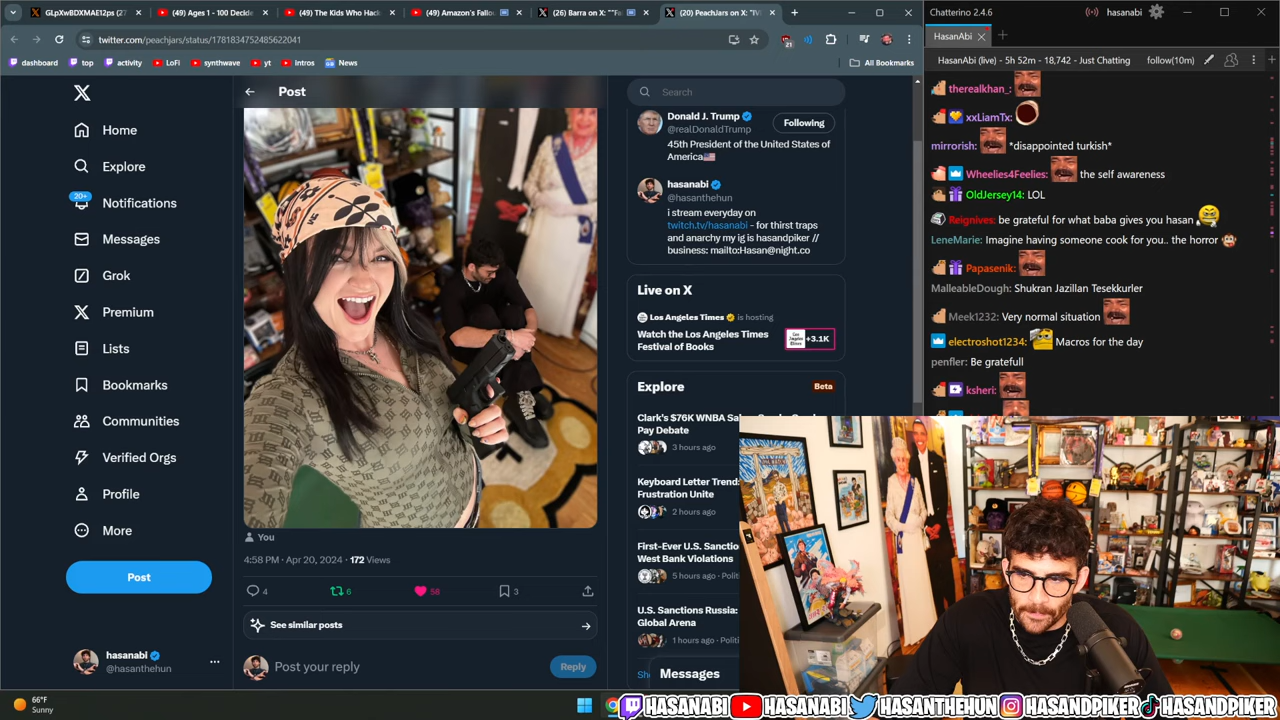 GLpXwBDXMAE12ps (27
(49) Ages 1 - 100 Decide
(49) The Kids Who Hac
(49) Amazon's Fallo
(26) Barra on X: ""Fa
(20) PeachJars on X: "IV
twitter.com/peachjars/status/1781834752485622041
21
dashboard
top
activity
LoFi
synthwave
yt
intros
News
All Bookmarks
Home
Explore
20+
Notifications
Messages
Grok
Premium
Lists
Bookmarks
Communities
Verified Orgs
Profile
More
Post
hasanabi
@hasanthehun
66°F
Sunny
Post
You
4:58 PM · Apr 20, 2024 · 172 Views
4
6
56
3
See similar posts
Post your reply
Reply
Search
Donald J. Trump
@realDonaldTrump
Following
45th President of the United States of
America
hasanabi
@hasanthehun
i stream everyday on
twitch.tv/hasanabi - for thirst traps
and anarchy my ig is hasandpiker //
business: mailto:Hasan@night.co
Live on X
Los Angeles Times is hosting
Watch the Los Angeles Times
Festival of Books
+3.1K
Explore
Beta
Clark's $76K WNBA
Pay Debate
3 hours ago
Keyboard Letter Trend:
Frustration Unite
2 hours ago
First-Ever U.S. Sanctio
West Bank Violations
5 hours ago · Polit
U.S. Sanctions Russia:
Global Arena
1 hours ago · Polit
Messages
Chatterino 2.4.6
hasanabi
HasanAbi
HasanAbi (live) - 5h 52m - 18,742 - Just Chatting
follow(10m)
therealkhan_:
xxLiamTx:
mirrorish: *disappointed turkish*
Wheelies4Feelies: the self awareness
OldJersey14: LOL
Reignives: be grateful for what baba gives you hasan
LeneMarie: Imagine having someone cook for you.. the horror
Papasenik:
MalleableDough: Shukran Jazillan Tesekkurler
Meek1232: Very normal situation
electroshot1234: Macros for the day
penfler: Be gratefull
ksheri:
HASANABI
HASANABI
HASANTHEHUN
HASANDPIKER
HASANDPIKER